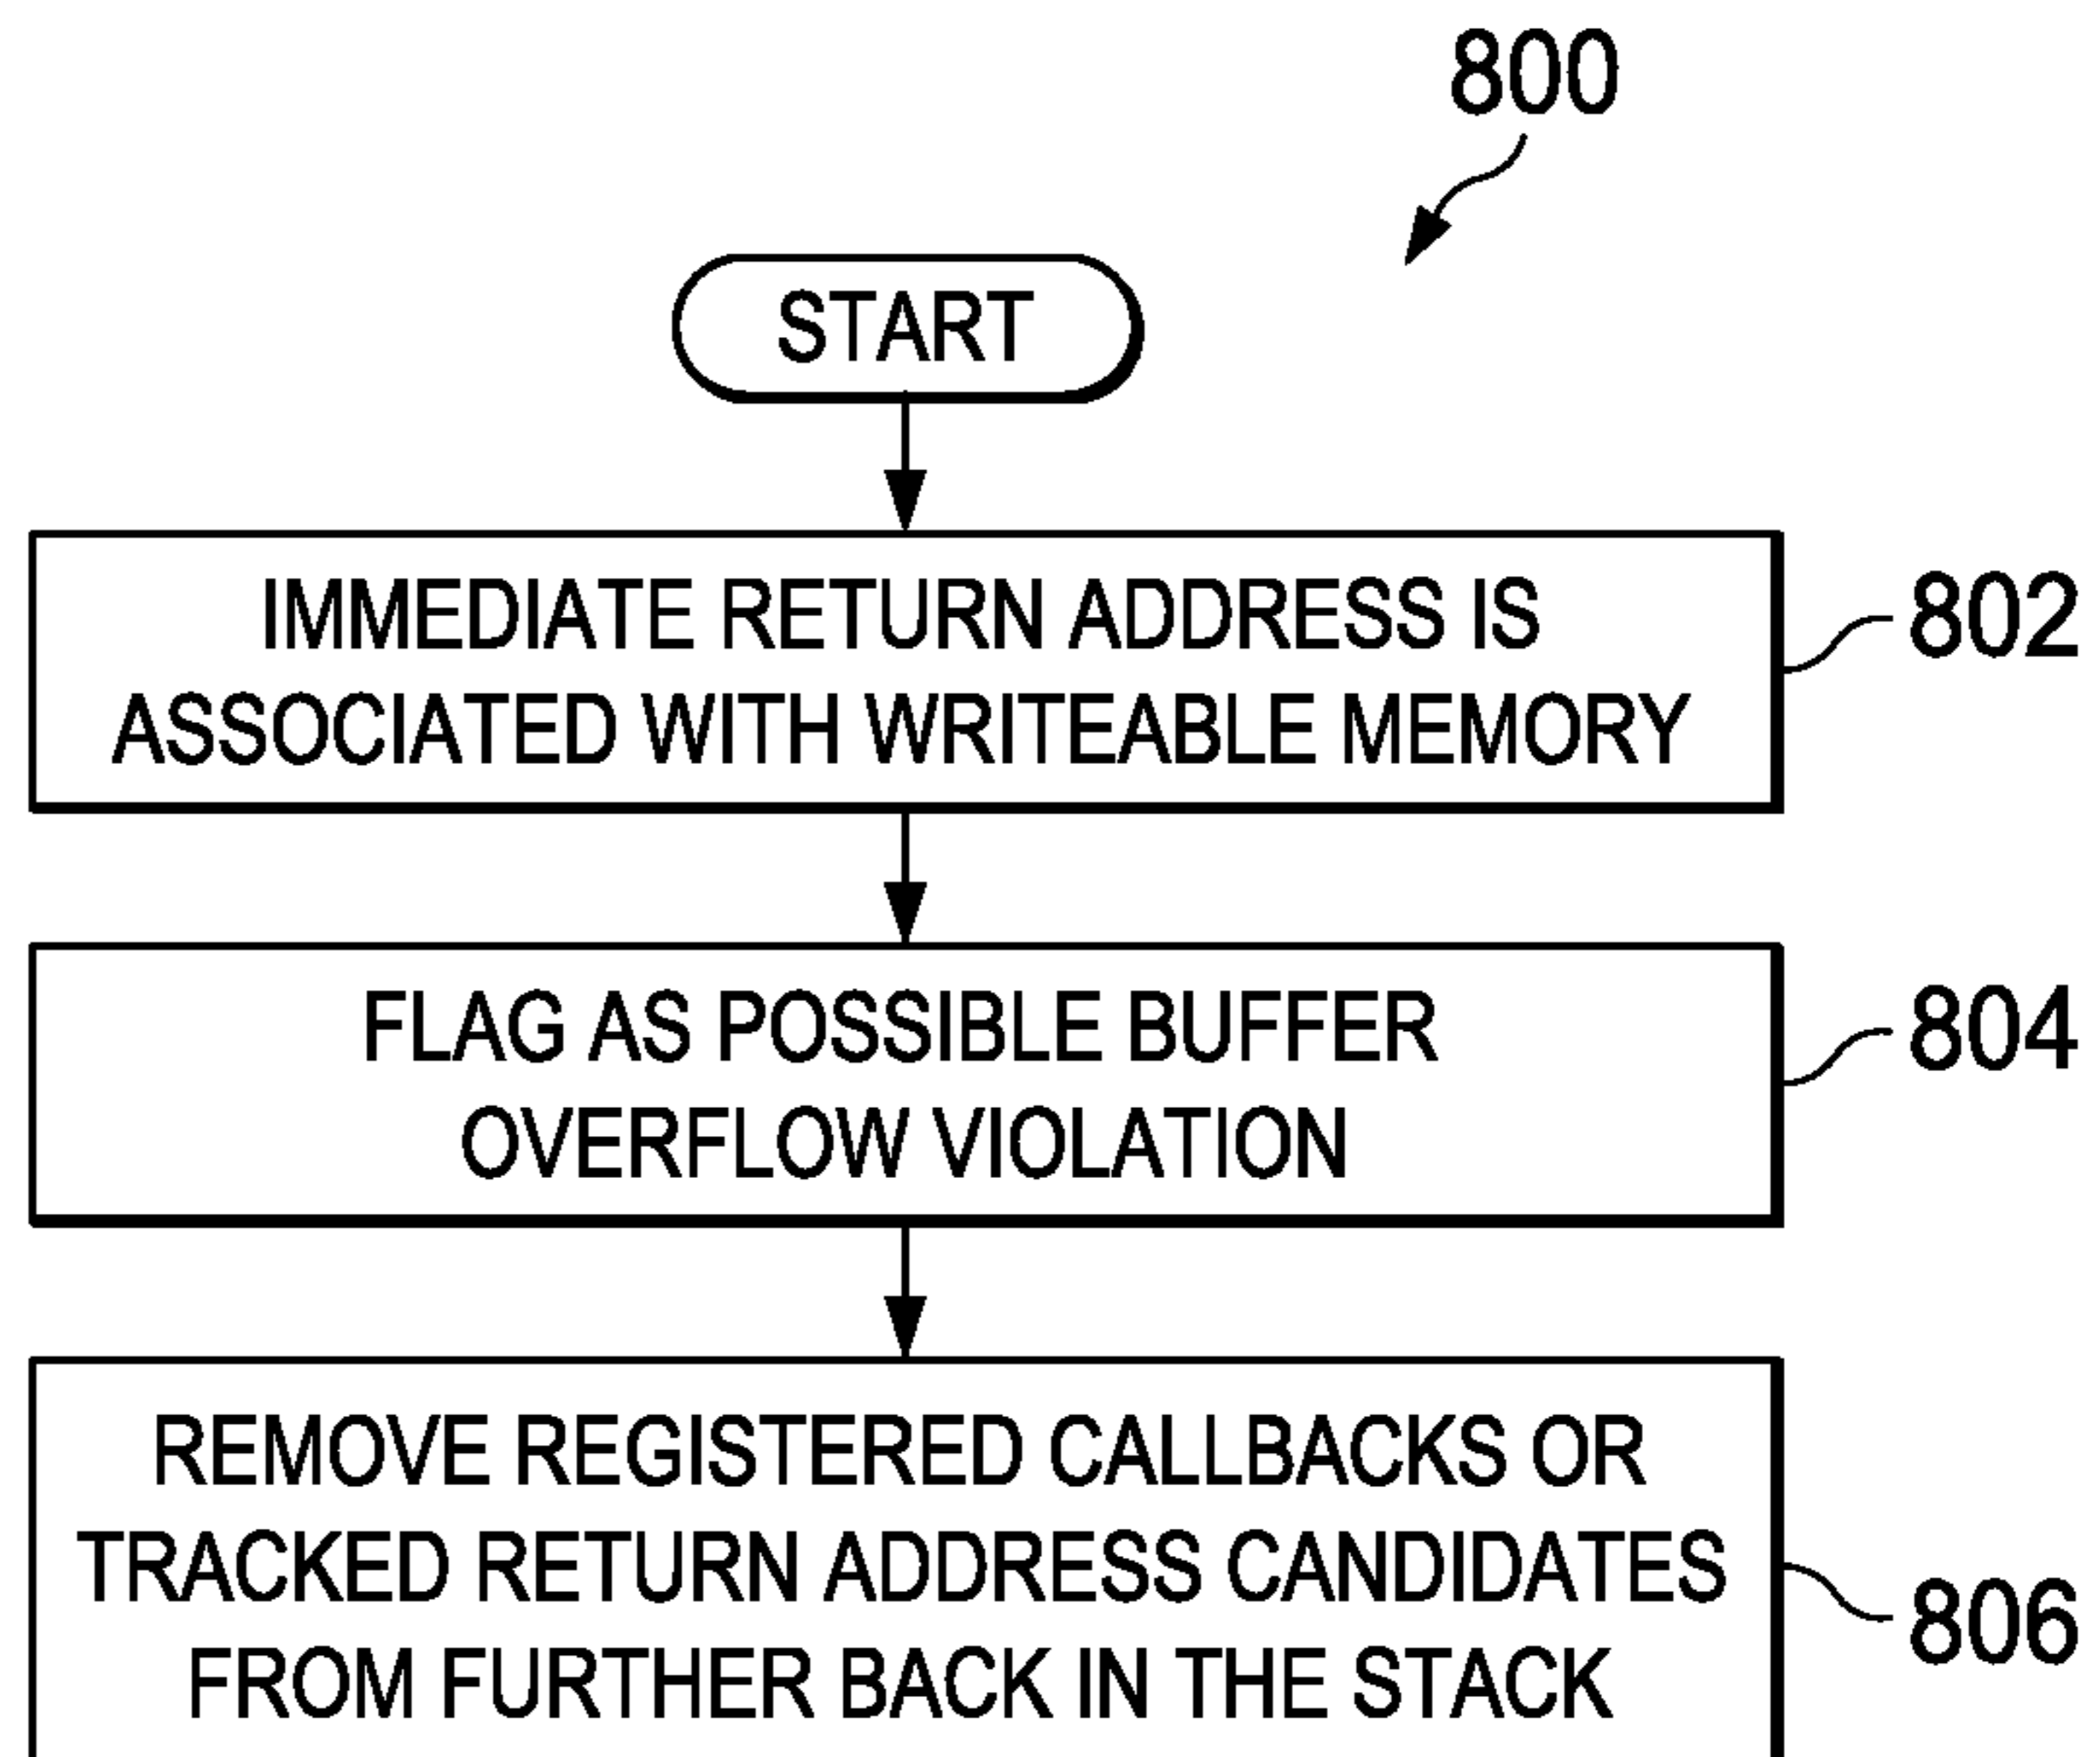 800
START
IMMEDIATE RETURN ADDRESS IS
ASSOCIATED WITH WRITEABLE MEMORY
802
FLAG AS POSSIBLE BUFFER
OVERFLOW VIOLATION
804
REMOVE REGISTERED CALLBACKS OR
TRACKED RETURN ADDRESS CANDIDATES
FROM FURTHER BACK IN THE STACK
806